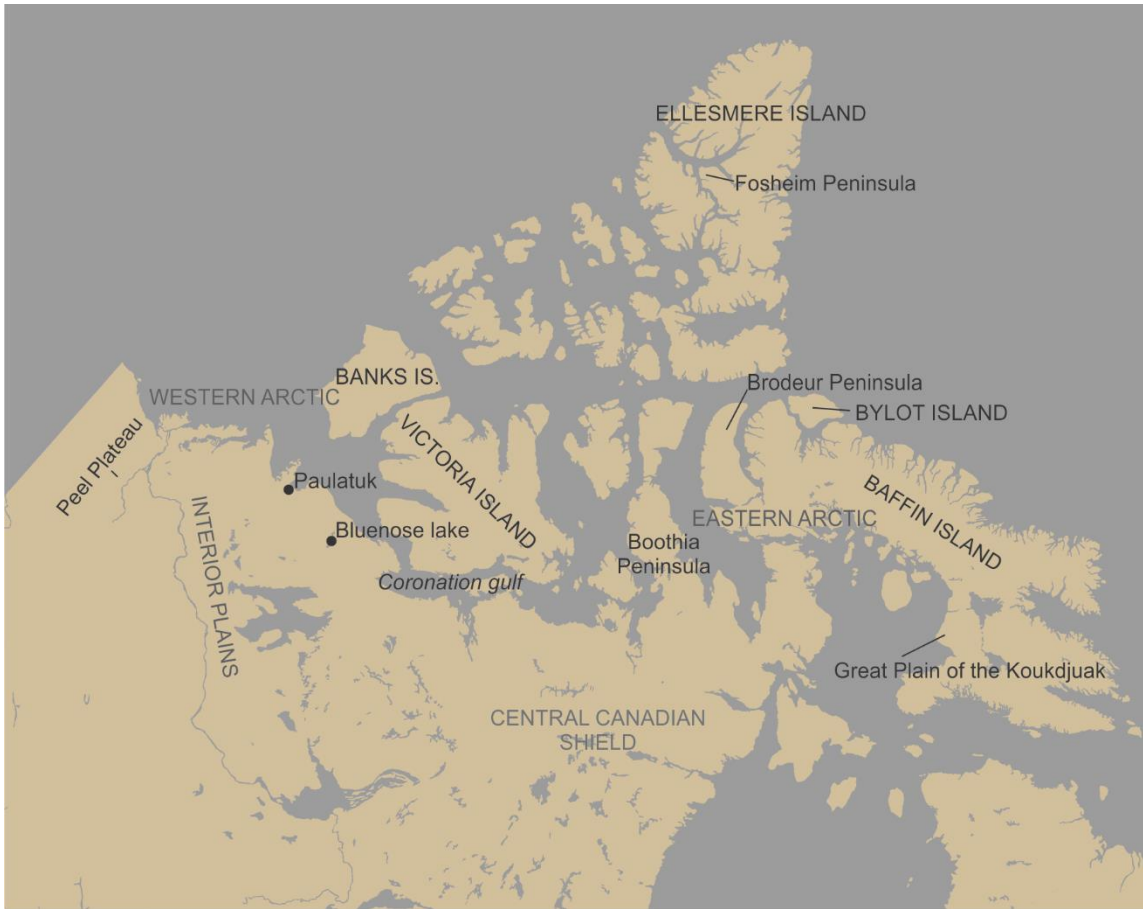 ELLESMERE ISLAND
Fosheim Peninsula
BANKS IS.
Brodeur Peninsula
WESTERN ARCTIC
BYLOT ISLAND
Peel Plateau
VICTORIA ISLAND
Paulatuk
BAFFIN ISLAND
INTERIOR PLAINS
EASTERN ARCTIC
Bluenose lake
Boothia
Peninsula
Coronation gulf
Great Plain of the Koukdjuak
CENTRAL CANADIAN
SHIELD